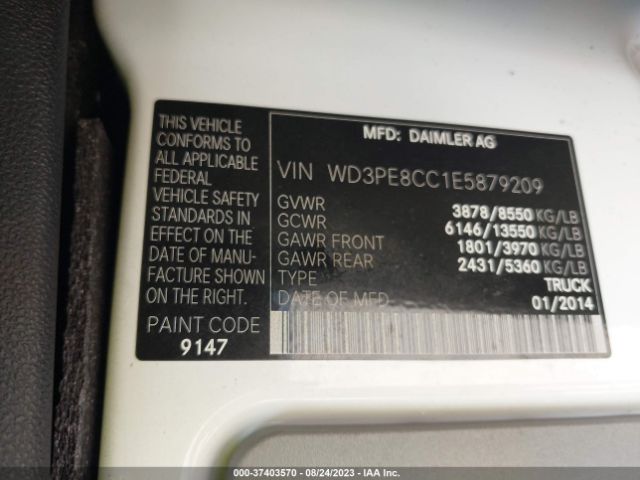 THIS VEHICLE
CONFORMS TO
ALL APPLICABLE
FEDERAL
VEHICLE SAFETY
STANDARDS IN
EFFECT ON THE
DATE OF MANU-
FACTURE SHOWN
ON THE RIGHT.
PAINT CODE
9147
MFD: DAIMLER AG
VIN WD3PE8CC1E5879209
GVWR 3878/8550 KG/LB
GCWR 6146/13550 KG/LB
GAWR FRONT 1801/3970 KG/LB
GAWR REAR 2431/5360 KG/LB
TYPE TRUCK
DATE OF MFD 01/2014
000-37403570 - 08/24/2023 - IAA Inc.